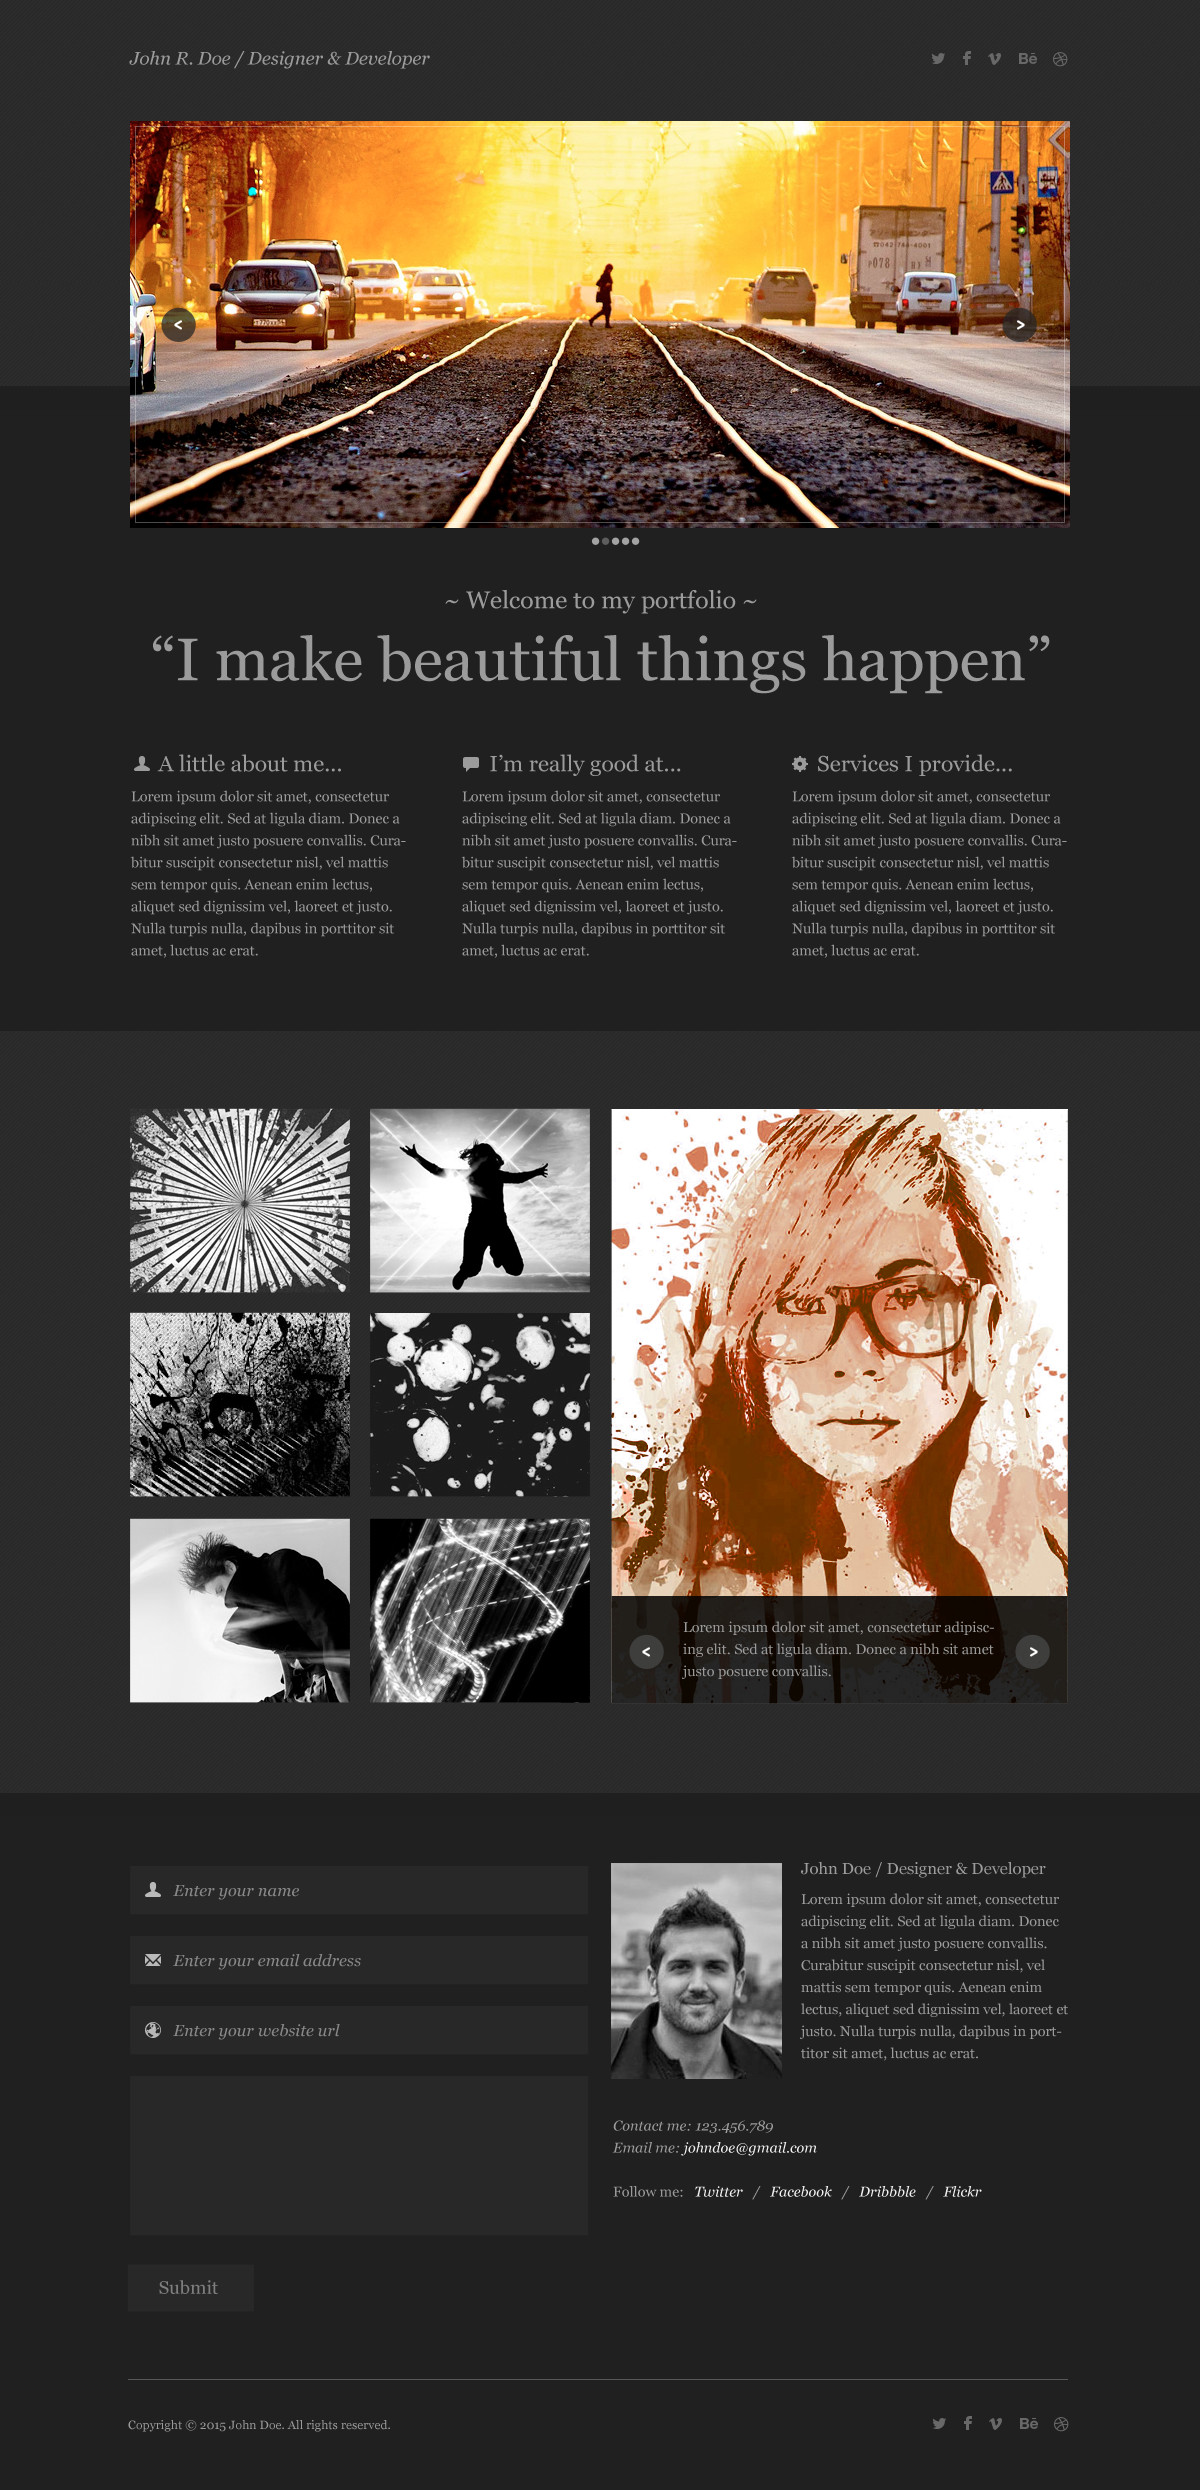 John R. Doe / Designer & Developer
Bē
☎042-788-4001
P078
<
>
~ Welcome to my portfolio ~
“I make beautiful things happen”
A little about me...
Lorem ipsum dolor sit amet, consectetur
adipiscing elit. Sed at ligula diam. Donec a
nibh sit amet justo posuere convallis. Cura-
bitur suscipit consectetur nisl, vel mattis
sem tempor quis. Aenean enim lectus,
aliquet sed dignissim vel, laoreet et justo.
Nulla turpis nulla, dapibus in porttitor sit
amet, luctus ac erat.
I’m really good at...
Lorem ipsum dolor sit amet, consectetur
adipiscing elit. Sed at ligula diam. Donec a
nibh sit amet justo posuere convallis. Cura-
bitur suscipit consectetur nisl, vel mattis
sem tempor quis. Aenean enim lectus,
aliquet sed dignissim vel, laoreet et justo.
Nulla turpis nulla, dapibus in porttitor sit
amet, luctus ac erat.
Services I provide...
Lorem ipsum dolor sit amet, consectetur
adipiscing elit. Sed at ligula diam. Donec a
nibh sit amet justo posuere convallis. Cura-
bitur suscipit consectetur nisl, vel mattis
sem tempor quis. Aenean enim lectus,
aliquet sed dignissim vel, laoreet et justo.
Nulla turpis nulla, dapibus in porttitor sit
amet, luctus ac erat.
Lorem ipsum dolor sit amet, consectetur adipisc-
ing elit. Sed at ligula diam. Donec a nibh sit amet
justo posuere convallis.
<
>
Enter your name
Enter your email address
Enter your website url
Submit
John Doe / Designer & Developer
Lorem ipsum dolor sit amet, consectetur
adipiscing elit. Sed at ligula diam. Donec
a nibh sit amet justo posuere convallis.
Curabitur suscipit consectetur nisl, vel
mattis sem tempor quis. Aenean enim
lectus, aliquet sed dignissim vel, laoreet et
justo. Nulla turpis nulla, dapibus in port-
titor sit amet, luctus ac erat.
Contact me: 123.456.789
Email me: johndoe@gmail.com
Follow me: Twitter / Facebook / Dribbble / Flickr
Copyright © 2015 John Doe. All rights reserved.
Bē